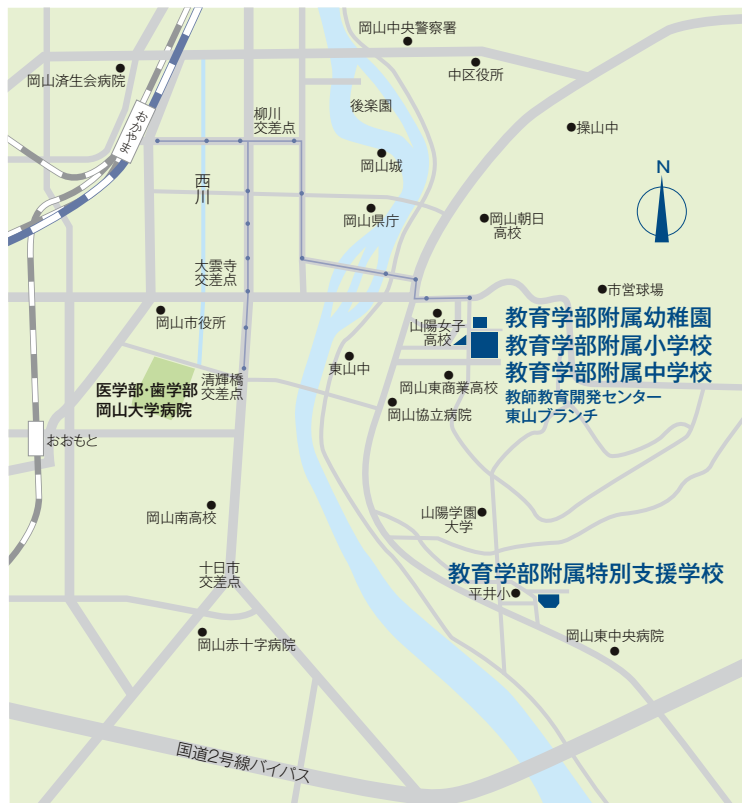 岡山中央警察署
中区役所
岡山済生会病院
おかやま
柳川
交差点
後楽園
操山中
岡山城
西川
岡山県庁
岡山朝日
高校
N
大雲寺
交差点
市営球場
岡山市役所
山陽女子
高校
教育学部附属幼稚園
教育学部附属小学校
教育学部附属中学校
教師教育開発センター
東山ブランチ
東山中
岡山東商業高校
医学部・歯学部
岡山大学病院
清輝橋
交差点
岡山協立病院
おおもと
岡山南高校
山陽学園
大学
十日市
交差点
教育学部附属特別支援学校
平井小
岡山赤十字病院
岡山東中央病院
国道2号線バイパス